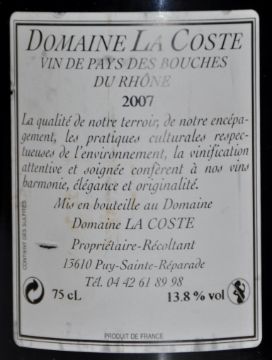 DOMAINE LA COSTE
VIN DE PAYS DES BOUCHES
DU RHÔNE
2007
La qualité de notre terroir, de notre encépa-
gement, les pratiques culturales respec-
tueuses de l'environnement, la vinification
attentive et soignée confèrent à nos vins
harmonie, élégance et originalité.
Mis en bouteille au Domaine
Domaine LA COSTE
Propriétaire-Récoltant
13610 Puy-Sainte-Réparade
Tél. 04 42 61 89 98
75 cL
13.8 % vol
CONTIENT DES SULFITES
PRODUIT DE FRANCE